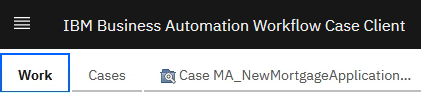 IBM Business Automation Workflow Case Client
Work Cases Case MA_NewMortgageApplication...